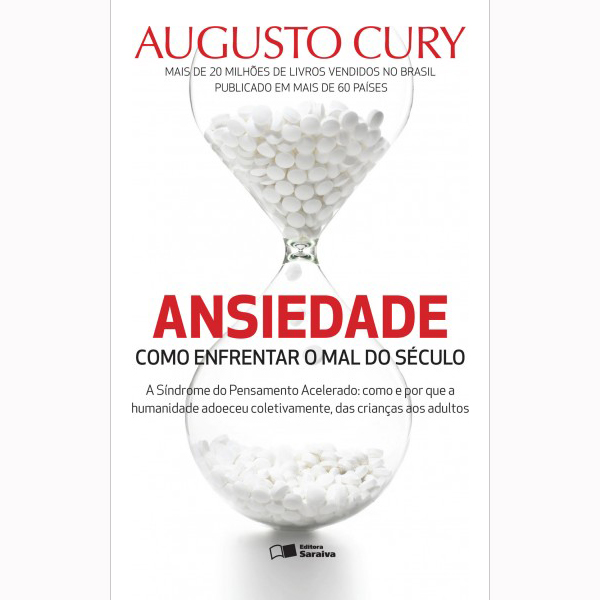 AUGUSTO CURY
MAIS DE 20 MILHÕES DE LIVROS VENDIDOS NO BRASIL
PUBLICADO EM MAIS DE 60 PAÍSES
ANSIEDADE
COMO ENFRENTAR O MAL DO SÉCULO
A Síndrome do Pensamento Acelerado: como e por que a
humanidade adoeceu coletivamente, das crianças aos adultos
Editora
Saraiva